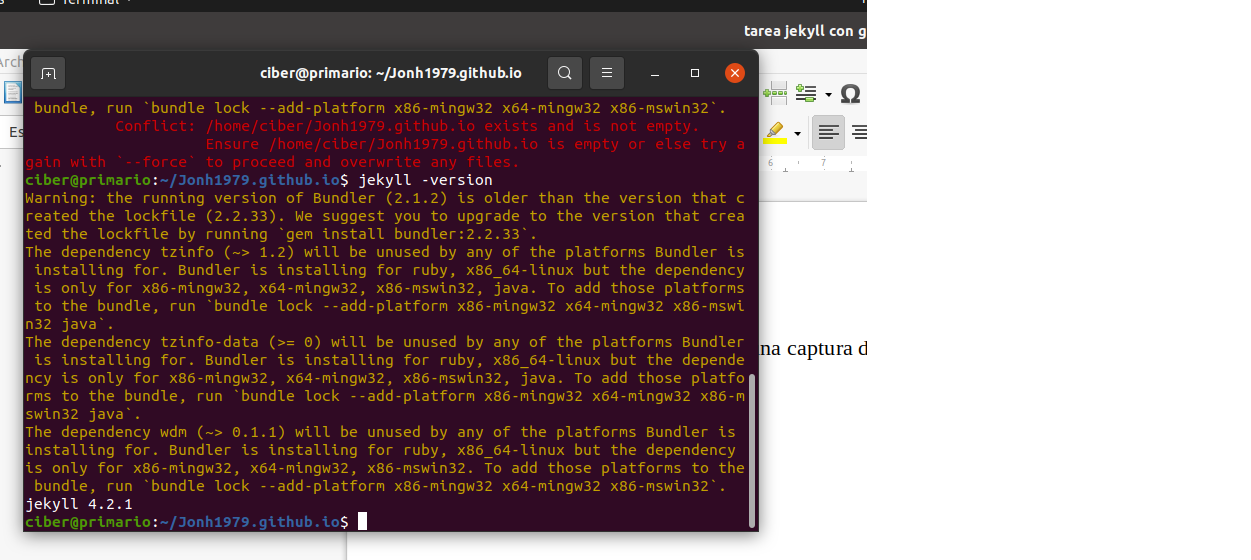 Terminal
tarea jekyll con g
Arch
ciber@primario: ~/Jonh1979.github.io
Es
6 7
 bundle, run `bundle lock --add-platform x86-mingw32 x64-mingw32 x86-mswin32`.
          Conflict: /home/ciber/Jonh1979.github.io exists and is not empty.
                    Ensure /home/ciber/Jonh1979.github.io is empty or else try a
gain with `--force` to proceed and overwrite any files.
ciber@primario:~/Jonh1979.github.io$ jekyll -version
Warning: the running version of Bundler (2.1.2) is older than the version that c
reated the lockfile (2.2.33). We suggest you to upgrade to the version that crea
ted the lockfile by running `gem install bundler:2.2.33`.
The dependency tzinfo (~> 1.2) will be unused by any of the platforms Bundler is
 installing for. Bundler is installing for ruby, x86_64-linux but the dependency
 is only for x86-mingw32, x64-mingw32, x86-mswin32, java. To add those platforms
 to the bundle, run `bundle lock --add-platform x86-mingw32 x64-mingw32 x86-mswi
n32 java`.
The dependency tzinfo-data (>= 0) will be unused by any of the platforms Bundler
 is installing for. Bundler is installing for ruby, x86_64-linux but the depende
ncy is only for x86-mingw32, x64-mingw32, x86-mswin32, java. To add those platfo
rms to the bundle, run `bundle lock --add-platform x86-mingw32 x64-mingw32 x86-m
swin32 java`.
The dependency wdm (~> 0.1.1) will be unused by any of the platforms Bundler is
installing for. Bundler is installing for ruby, x86_64-linux but the dependency
is only for x86-mingw32, x64-mingw32, x86-mswin32. To add those platforms to the
 bundle, run `bundle lock --add-platform x86-mingw32 x64-mingw32 x86-mswin32`.
jekyll 4.2.1
ciber@primario:~/Jonh1979.github.io$
na captura d